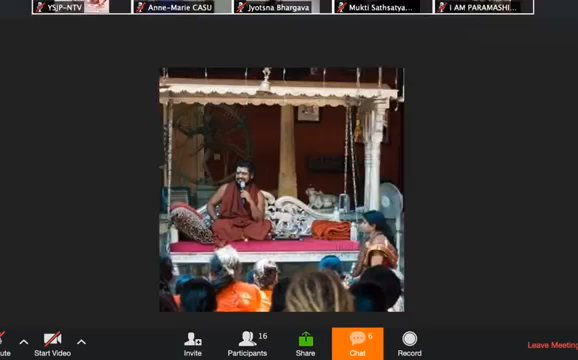 YSJP-NTV
Anne-Marie CASU
Jyotsna Bhargava
Mukti Sathsatya...
I AM PARAMASHI...
ute
Start Video
Invite
16
Participants
Share
6
Chat
Record
Leave Meeting